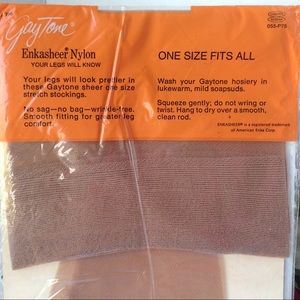 GayTone
Enkasheer® Nylon
YOUR LEGS WILL KNOW
Your legs will look prettier in
these Gaytone sheer one size
stretch stockings.
No sag—no bag—wrinkle-free.
Smooth fitting for greater leg
comfort.
055-P75
ONE SIZE FITS ALL
Wash your Gaytone hosiery in
lukewarm, mild soapsuds.
Squeeze gently; do not wring or
twist. Hang to dry over a smooth,
clean rod.
ENKASHEER® is a registered trademark
of American Enka Corp.